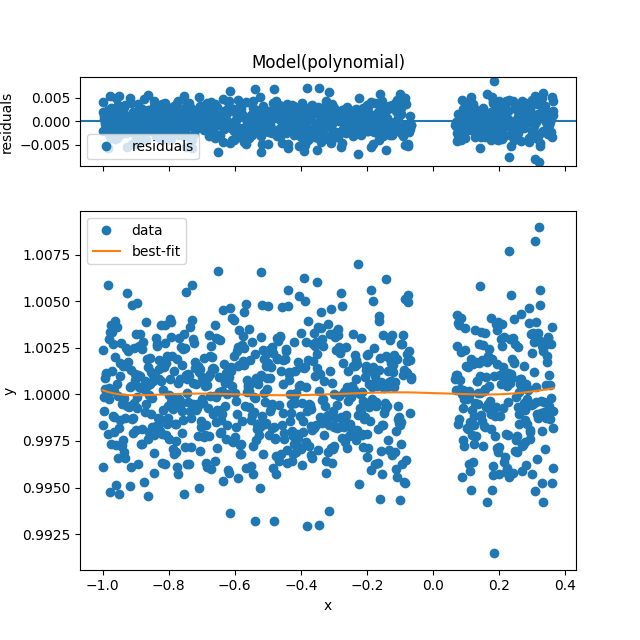 Model(polynomial)
residuals
0.005
0.000
−0.005
residuals
data
best-fit
y
1.0075
1.0050
1.0025
1.0000
0.9975
0.9950
0.9925
−1.0 −0.8 −0.6 −0.4 −0.2 0.0 0.2 0.4
x